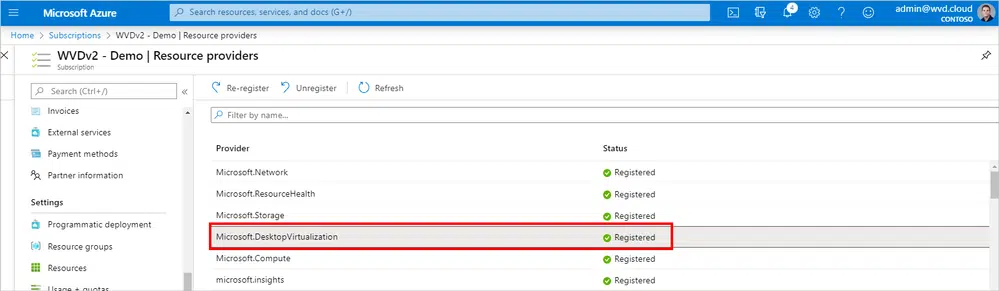 Microsoft Azure
Search resources, services, and docs (G+/)
4
admin@wvd.cloud
CONTOSO
Home > Subscriptions > WVDv2 - Demo | Resource providers
WVDv2 - Demo | Resource providers
Subscription
Search (Ctrl+/)
Re-register Unregister Refresh
Invoices
External services
Payment methods
Partner information
Settings
Programmatic deployment
Resource groups
Resources
Usage + quotas
Filter by name...
Provider Status
Microsoft.Network Registered
Microsoft.ResourceHealth Registered
Microsoft.Storage Registered
Microsoft.DesktopVirtualization Registered
Microsoft.Compute Registered
microsoft.insights Registered